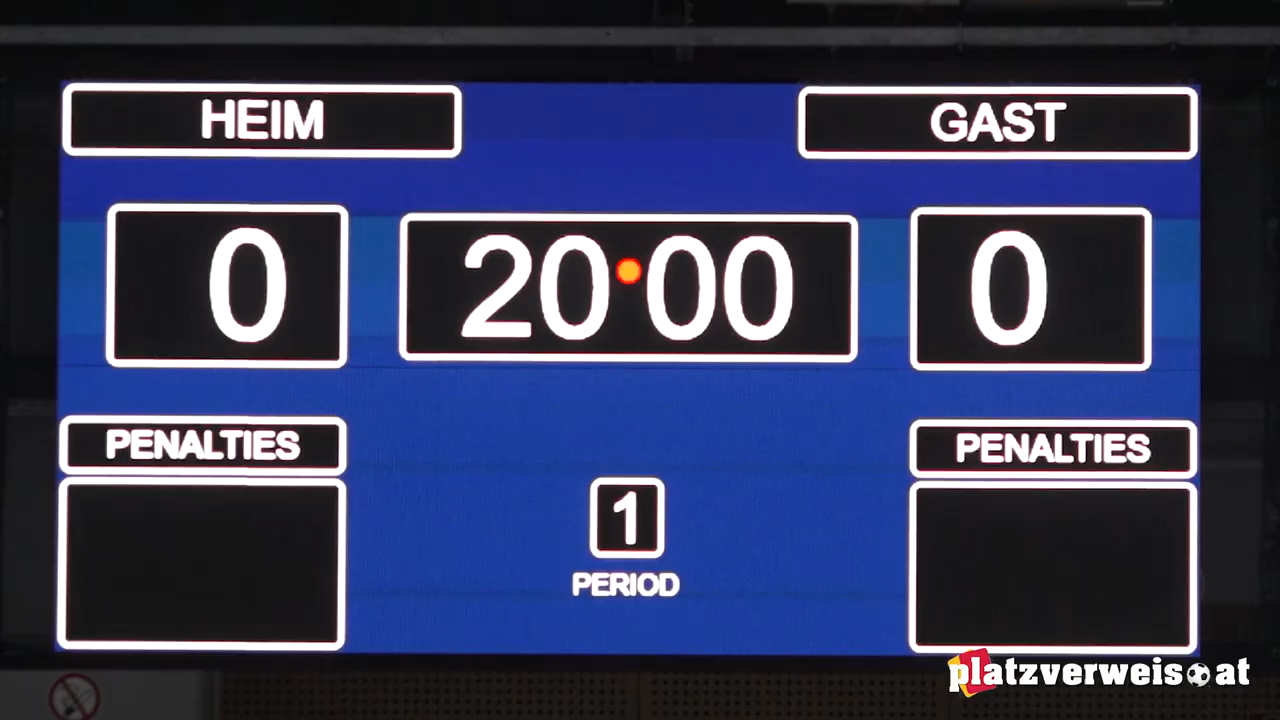 HEIM
GAST
0
20:00
0
PENALTIES
PENALTIES
1
PERIOD
platzverweis.at